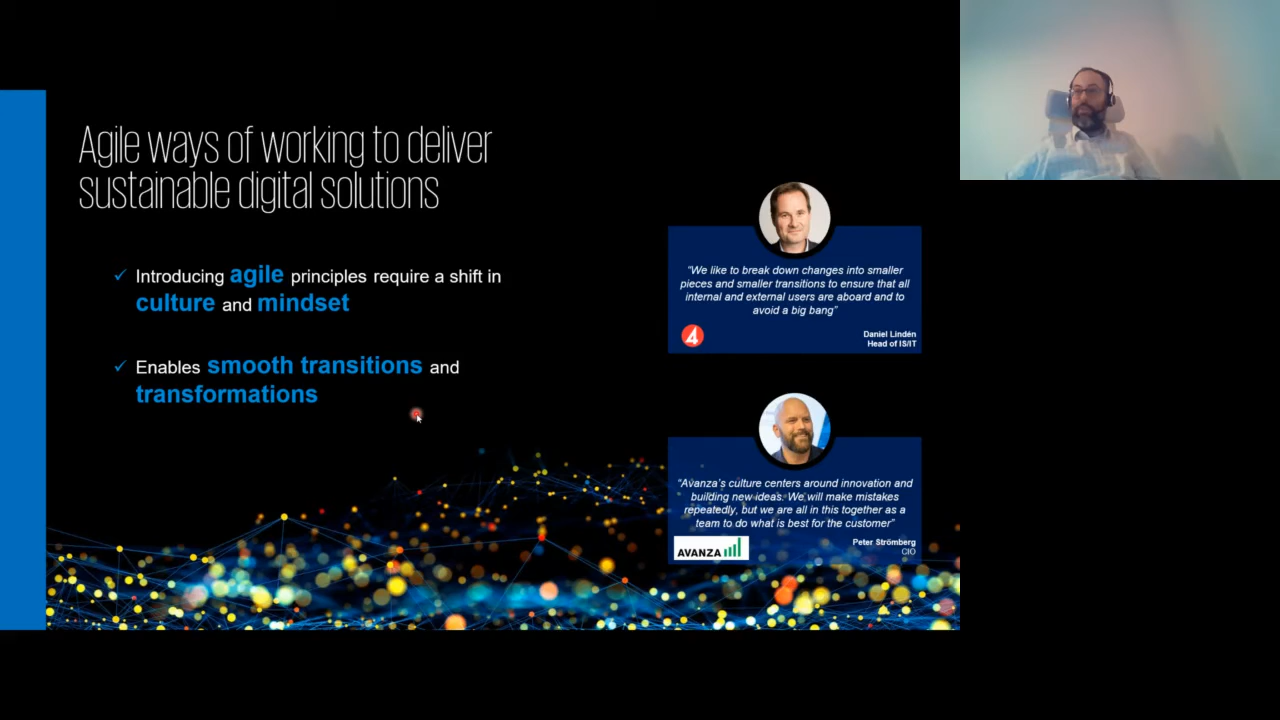 Agile ways of working to deliver
sustainable digital solutions
✓ Introducing agile principles require a shift in
culture and mindset
✓ Enables smooth transitions and
transformations
“We like to break down changes into smaller
pieces and smaller transitions to ensure that all
internal and external users are aboard and to
avoid a big bang”
4
Daniel Lindén
Head of IS/IT
“Avanza’s culture centers around innovation and
building new ideas. We will make mistakes
repeatedly, but we are all in this together as a
team to do what is best for the customer”
AVANZA
Peter Strömberg
CIO